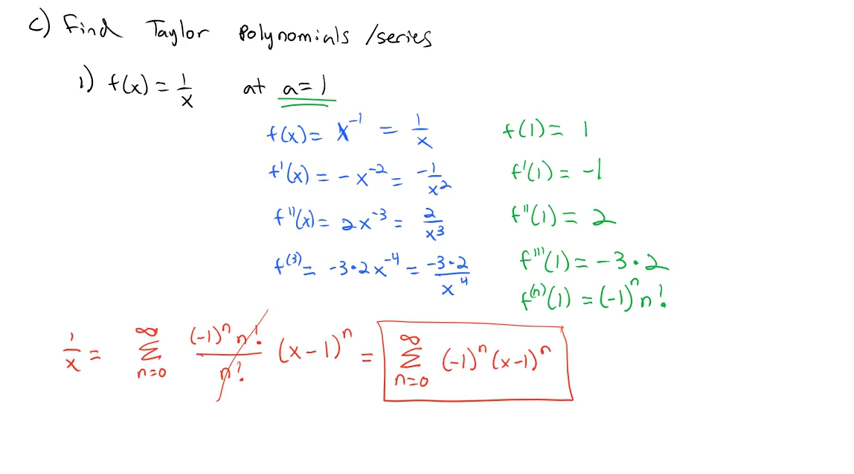 c) Find Taylor Polynomials/series
1) f(x) = 1/x at a=1
f(x) = x^-1 = 1/x f(1) = 1
f'(x) = -x^-2 = -1/x^2 f'(1) = -1
f''(x) = 2x^-3 = 2/x^3 f''(1) = 2
f^(3) = -3·2x^-4 = -3·2/x^4 f'''(1) = -3·2
f^(n)(1) = (-1)^n n!
1/x = ∑_{n=0}^{∞} (-1)^n n!/n! (x-1)^n = ∑_{n=0}^{∞} (-1)^n (x-1)^n